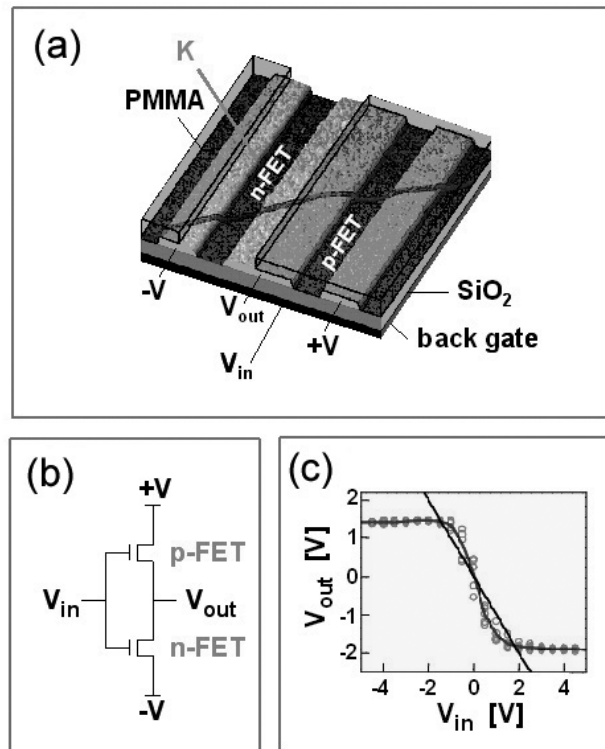 (a)
K
PMMA
n-FET
p-FET
-V
V_out
V_in
+V
SiO₂
back gate
(b)
+V
p-FET
V_in
V_out
n-FET
-V
(c)
V_out [V]
2
1
0
-1
-2
-4 -2 0 2 4
V_in [V]